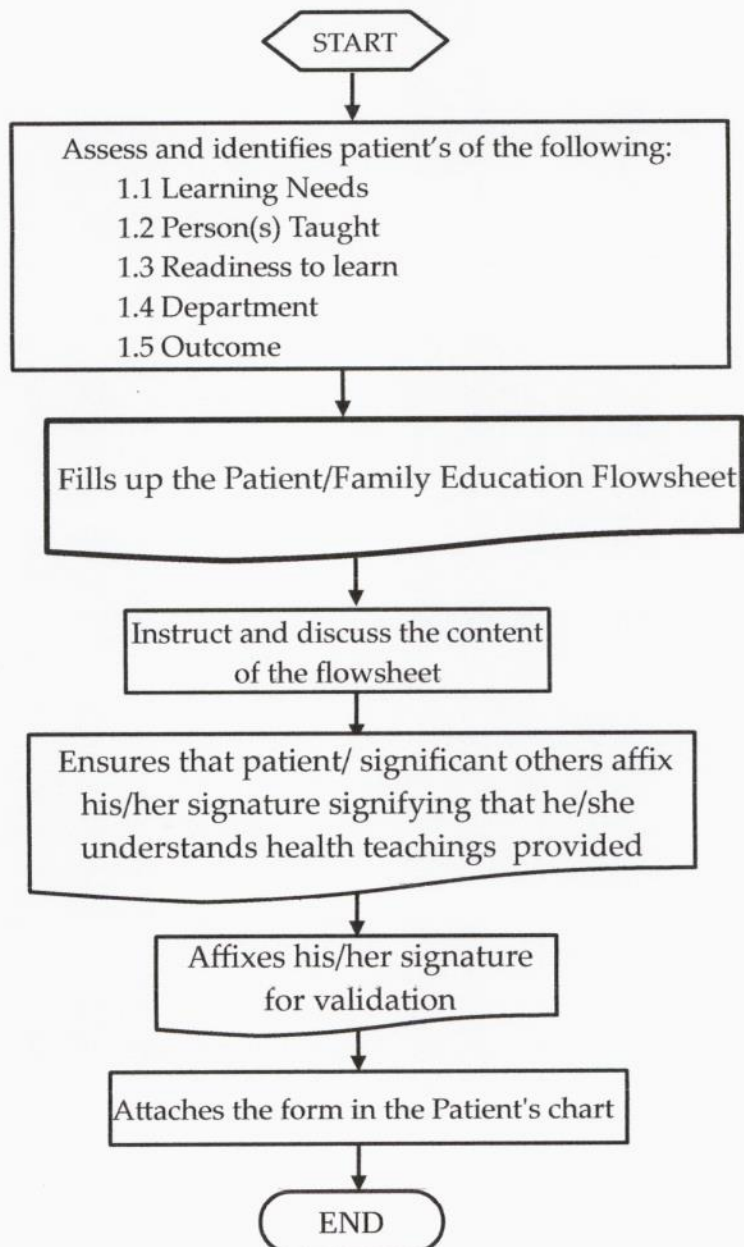 START
Assess and identifies patient's of the following:
1.1 Learning Needs
1.2 Person(s) Taught
1.3 Readiness to learn
1.4 Department
1.5 Outcome
Fills up the Patient/Family Education Flowsheet
Instruct and discuss the content
of the flowsheet
Ensures that patient/ significant others affix
his/her signature signifying that he/she
understands health teachings provided
Affixes his/her signature
for validation
Attaches the form in the Patient's chart
END